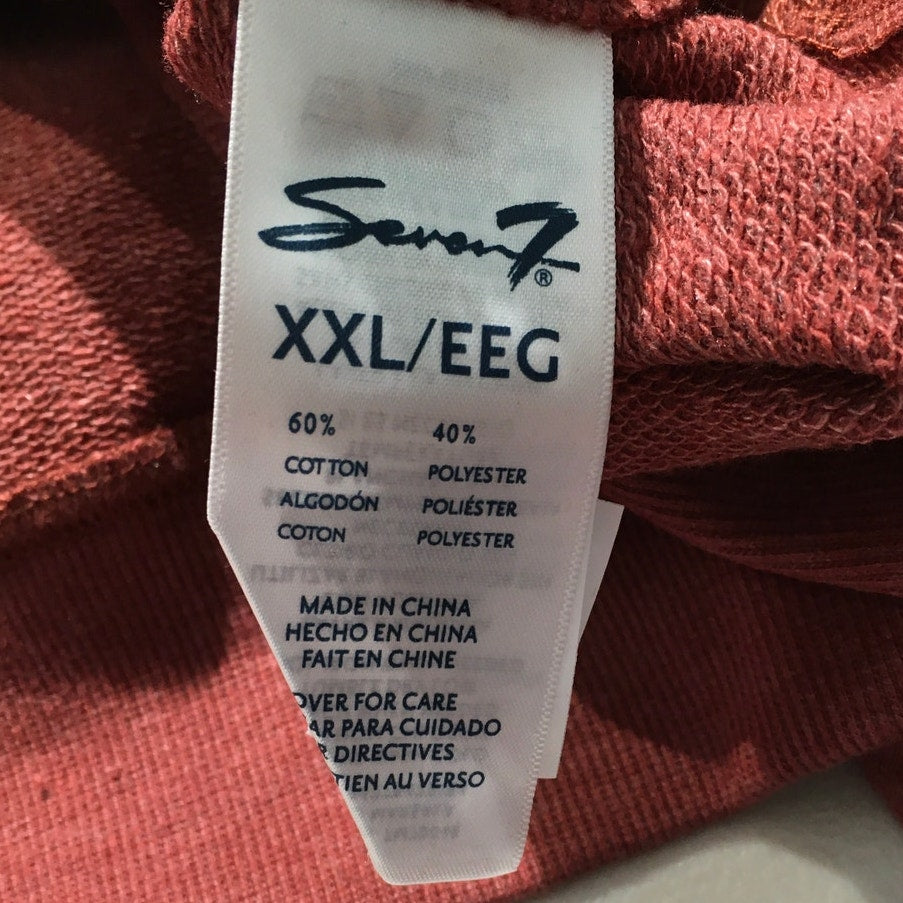 Seven7®
XXL/EEG
60% 40%
COTTON POLYESTER
ALGODÓN POLIÉSTER
COTON POLYESTER
MADE IN CHINA
HECHO EN CHINA
FAIT EN CHINE
OVER FOR CARE
AR PARA CUIDADO
R DIRECTIVES
TIEN AU VERSO